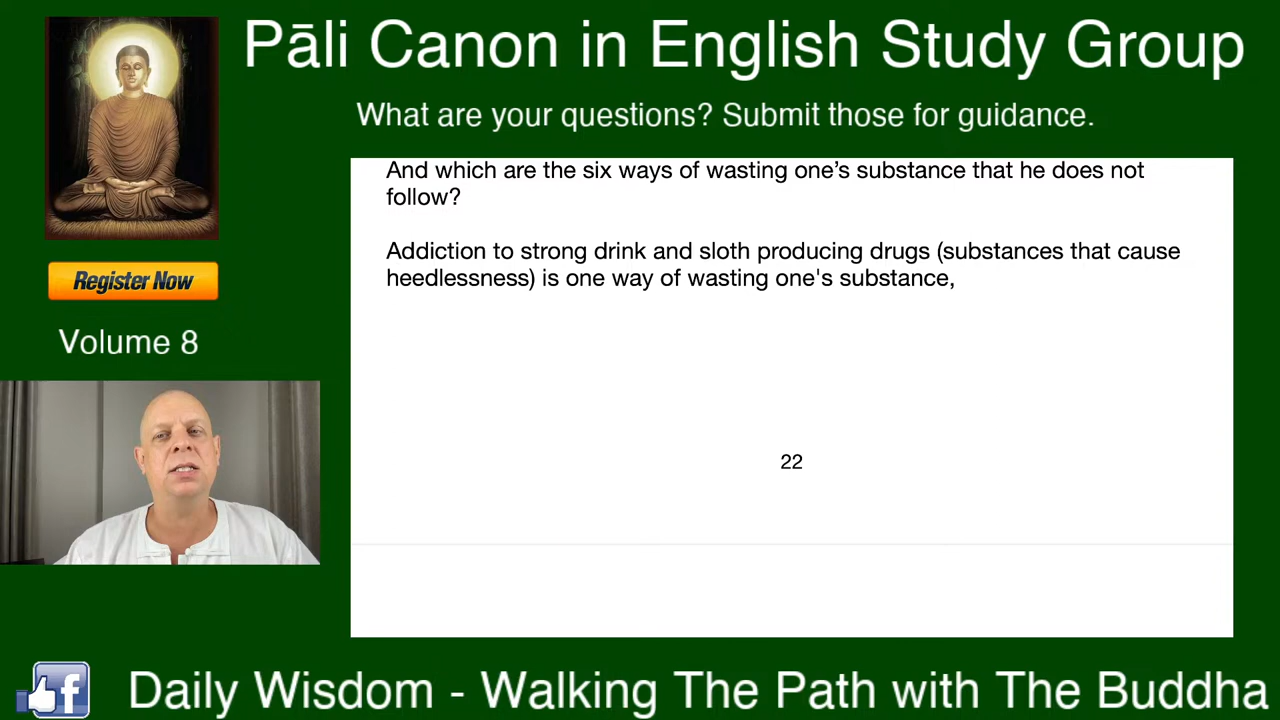 Pāli Canon in English Study Group
What are your questions? Submit those for guidance.
And which are the six ways of wasting one’s substance that he does not
follow?
Addiction to strong drink and sloth producing drugs (substances that cause
heedlessness) is one way of wasting one's substance,
22
Register Now
Volume 8
f
Daily Wisdom - Walking The Path with The Buddha